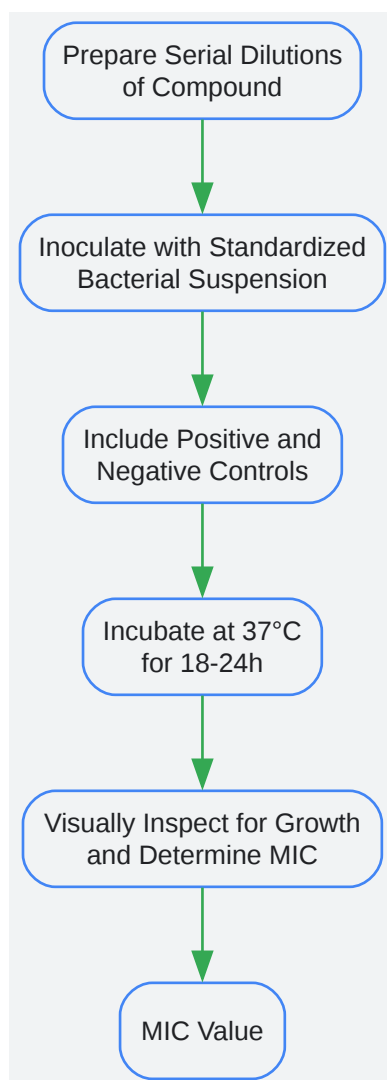 Prepare Serial Dilutions
of Compound
Inoculate with Standardized
Bacterial Suspension
Include Positive and
Negative Controls
Incubate at 37°C
for 18-24h
Visually Inspect for Growth
and Determine MIC
MIC Value